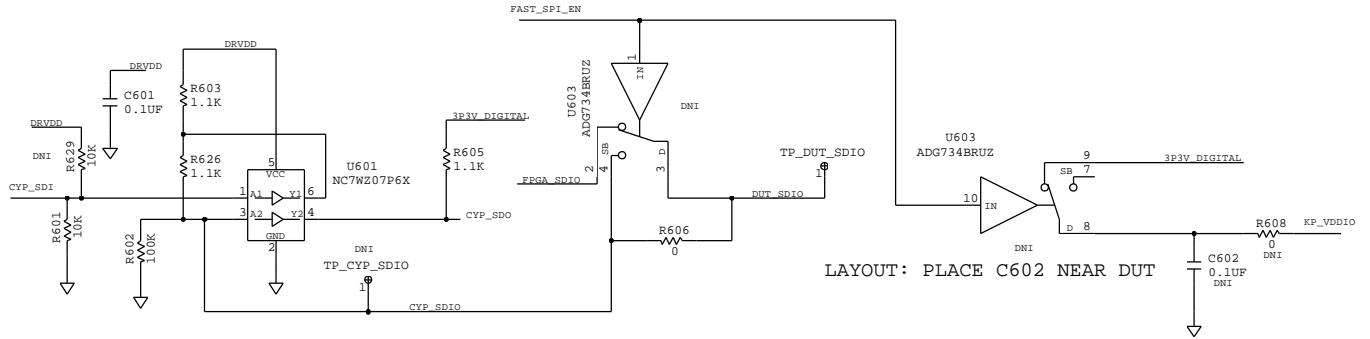 FAST_SPI_EN
DRVDD
DRVDD
C601
0.1UF
R603
1.1K
DRVDD
DNI
R629
10K
CYP_SDI
R601
10K
R602
100K
R626
1.1K
5
VCC
U601
NC7WZ07P6X
1 A1 Y1 6
3 A2 Y2 4
GND
2
3P3V_DIGITAL
R605
1.1K
CYP_SDO
DNI
TP_CYP_SDIO
1
CYP_SDIO
U603
ADG734BRUZ
1
IN
DNI
SB
D
2
4
3
FPGA_SDIO
TP_DUT_SDIO
1
DUT_SDIO
R606
0
U603
ADG734BRUZ
10 IN
DNI
9
3P3V_DIGITAL
SB 7
D 8
R608
0
DNI
KP_VDDIO
C602
0.1UF
DNI
LAYOUT: PLACE C602 NEAR DUT